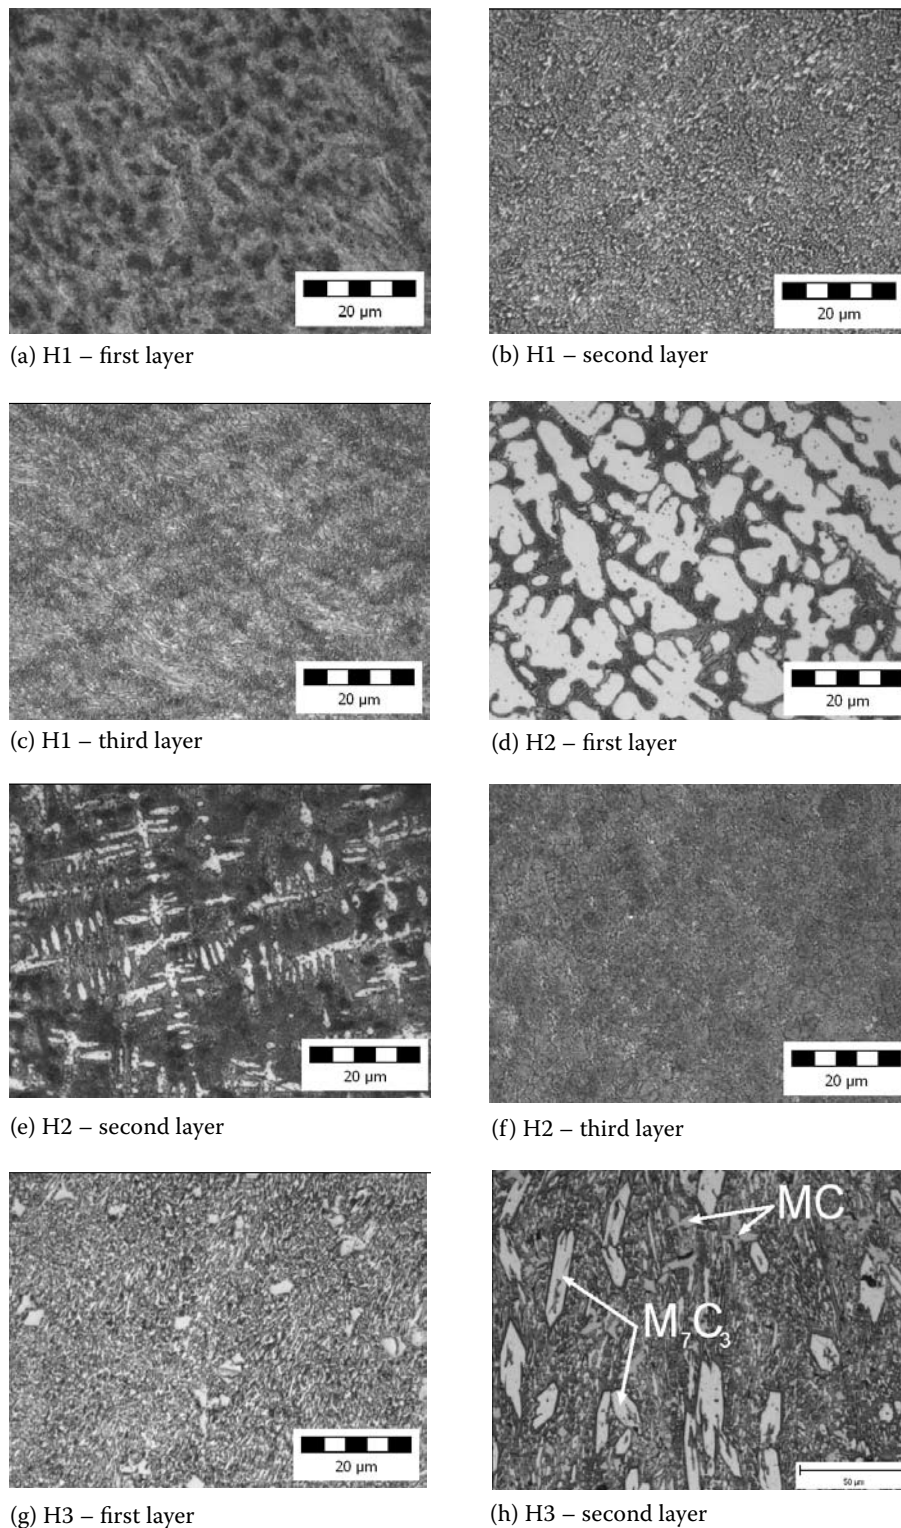 20 µm
20 µm
(a) H1 – first layer
(b) H1 – second layer
20 µm
20 µm
(c) H1 – third layer
(d) H2 – first layer
20 µm
20 µm
(e) H2 – second layer
(f) H2 – third layer
MC
M₇C₃
20 µm
50 µm
(g) H3 – first layer
(h) H3 – second layer